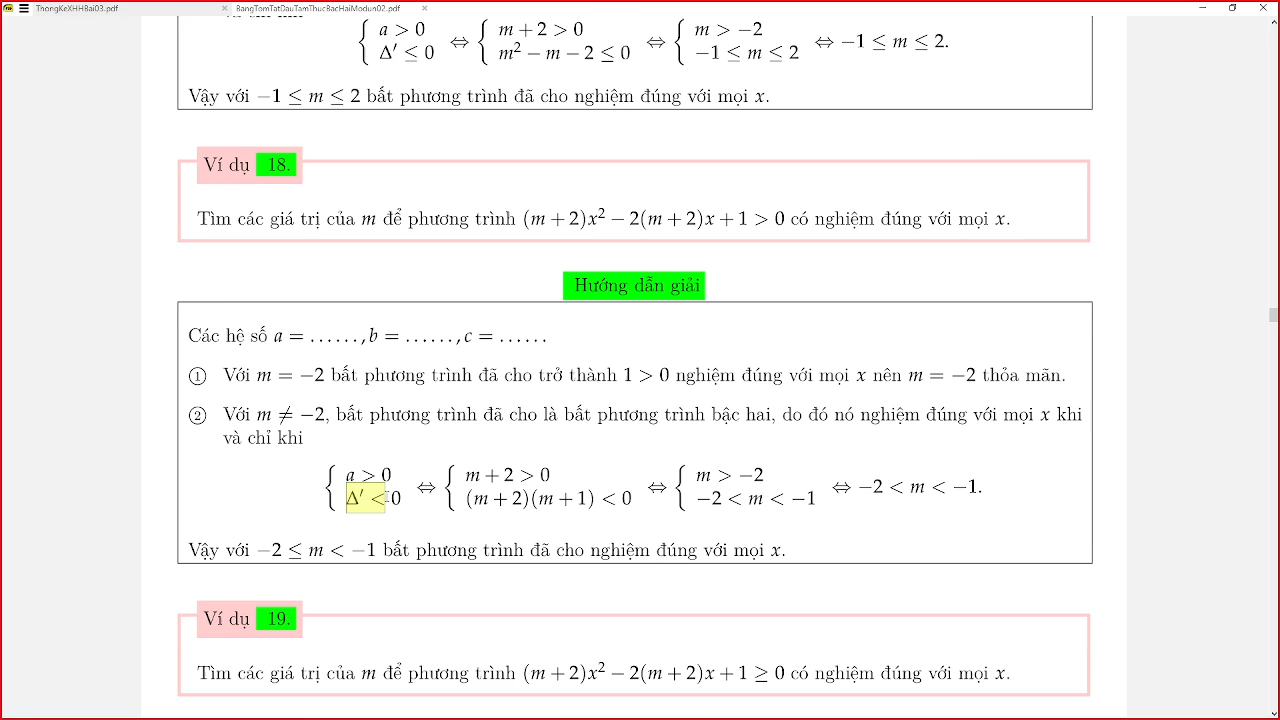 ThongKeXHHBai03.pdf × BangTomTatDauTamThucBacHaiModun02.pdf ×
{ a > 0 Δ′ ≤ 0 ⇔ { m + 2 > 0 m² − m − 2 ≤ 0 ⇔ { m > −2 −1 ≤ m ≤ 2 ⇔ −1 ≤ m ≤ 2.
Vậy với −1 ≤ m ≤ 2 bất phương trình đã cho nghiệm đúng với mọi x.
Ví dụ 18.
Tìm các giá trị của m để phương trình (m + 2)x² − 2(m + 2)x + 1 > 0 có nghiệm đúng với mọi x.
Hướng dẫn giải
Các hệ số a = ......, b = ......, c = ......
① Với m = −2 bất phương trình đã cho trở thành 1 > 0 nghiệm đúng với mọi x nên m = −2 thỏa mãn.
② Với m ≠ −2, bất phương trình đã cho là bất phương trình bậc hai, do đó nó nghiệm đúng với mọi x khi
và chỉ khi
{ a > 0 Δ′ < 0 ⇔ { m + 2 > 0 (m + 2)(m + 1) < 0 ⇔ { m > −2 −2 < m < −1 ⇔ −2 < m < −1.
Vậy với −2 ≤ m < −1 bất phương trình đã cho nghiệm đúng với mọi x.
Ví dụ 19.
Tìm các giá trị của m để phương trình (m + 2)x² − 2(m + 2)x + 1 ≥ 0 có nghiệm đúng với mọi x.